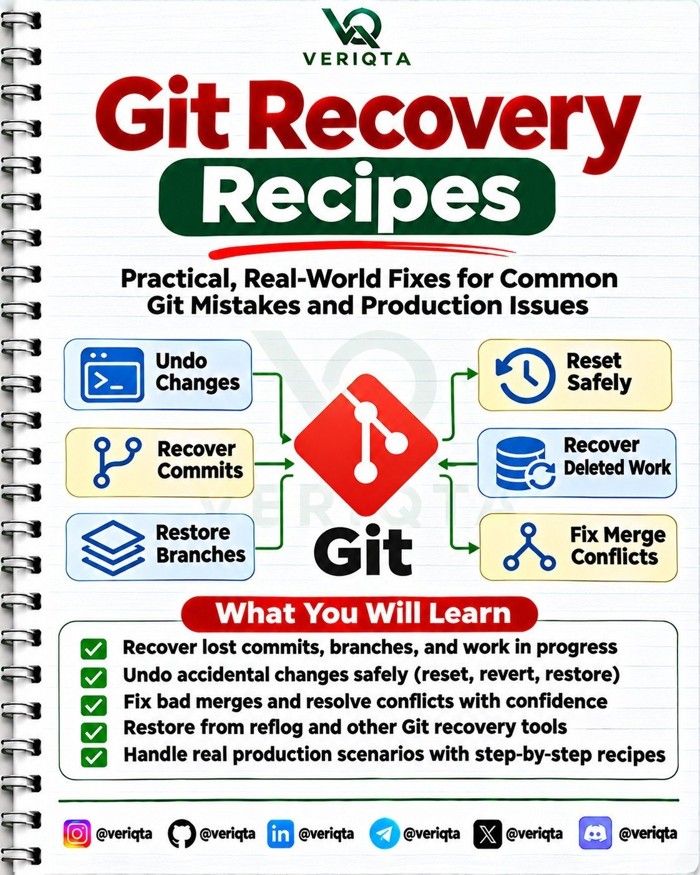 VERIQTA
Git Recovery
Recipes
Practical, Real-World Fixes for Common
Git Mistakes and Production Issues
Undo
Changes
Recover
Commits
Restore
Branches
Reset
Safely
Recover
Deleted Work
Fix Merge
Conflicts
VERIQTA
Git
What You Will Learn
Recover lost commits, branches, and work in progress
Undo accidental changes safely (reset, revert, restore)
Fix bad merges and resolve conflicts with confidence
Restore from reflog and other Git recovery tools
Handle real production scenarios with step-by-step recipes
@veriqta @veriqta @veriqta @veriqta @veriqta @veriqta